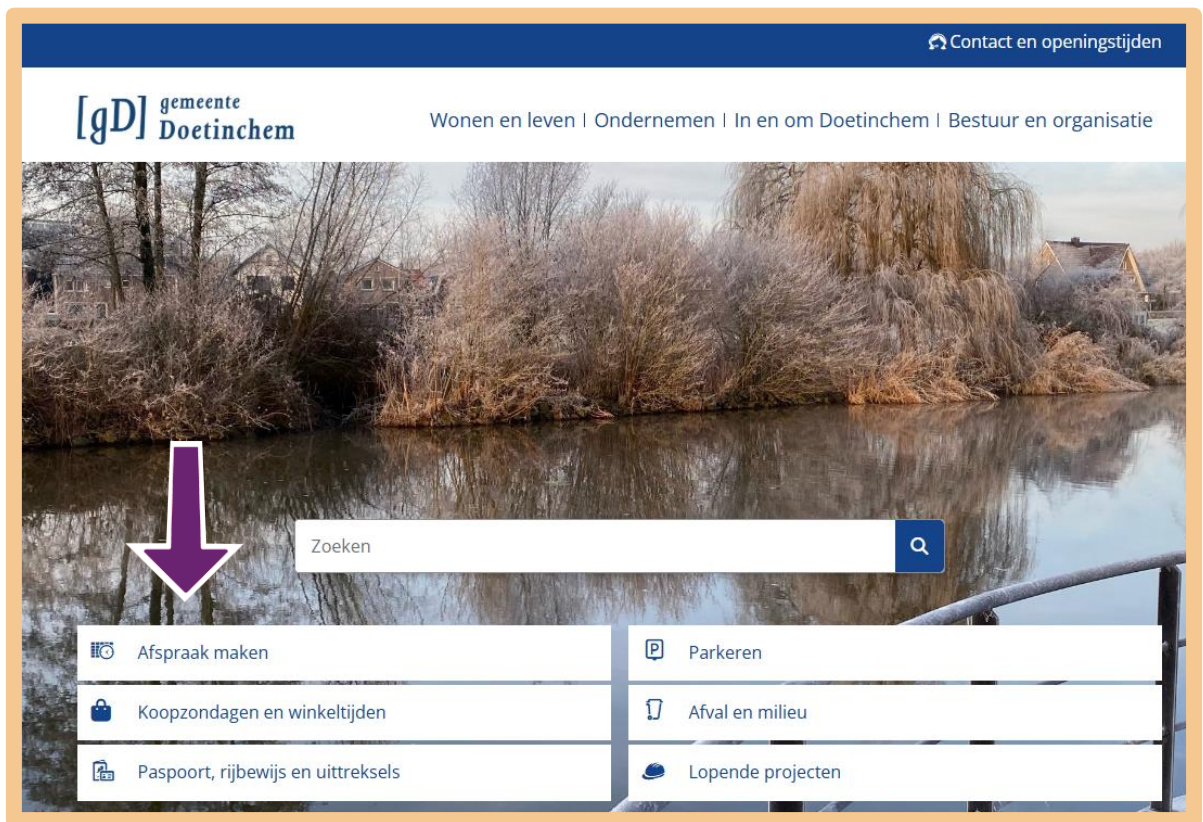 Contact en openingstijden
[gD] gemeente
Doetinchem
Wonen en leven | Ondernemen | In en om Doetinchem | Bestuur en organisatie
Zoeken
Afspraak maken
Parkeren
Koopzondagen en winkeltijden
Afval en milieu
Paspoort, rijbewijs en uittreksels
Lopende projecten